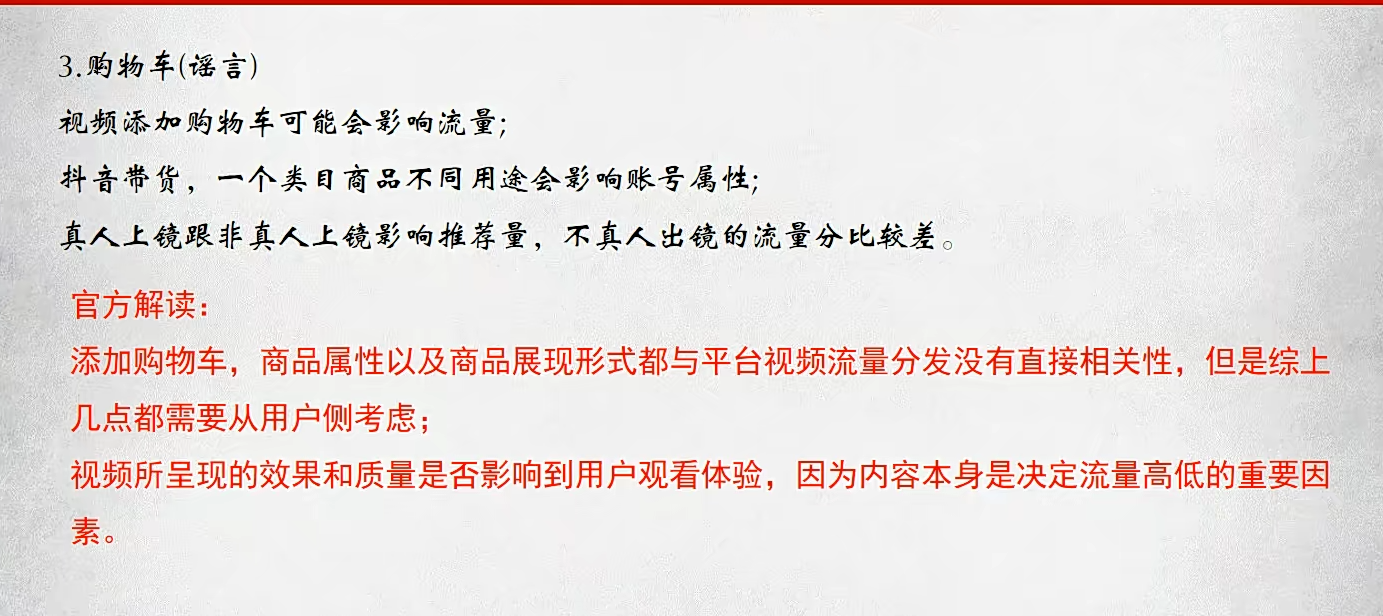 3.购物车(谣言)
视频添加购物车可能会影响流量;
抖音带货，一个类目商品不同用途会影响账号属性;
真人上镜跟非真人上镜影响推荐量，不真人出镜的流量分比较差。
官方解读：
添加购物车，商品属性以及商品展现形式都与平台视频流量分发没有直接相关性，但是综上
几点都需要从用户侧考虑；
视频所呈现的效果和质量是否影响到用户观看体验，因为内容本身是决定流量高低的重要因
素。